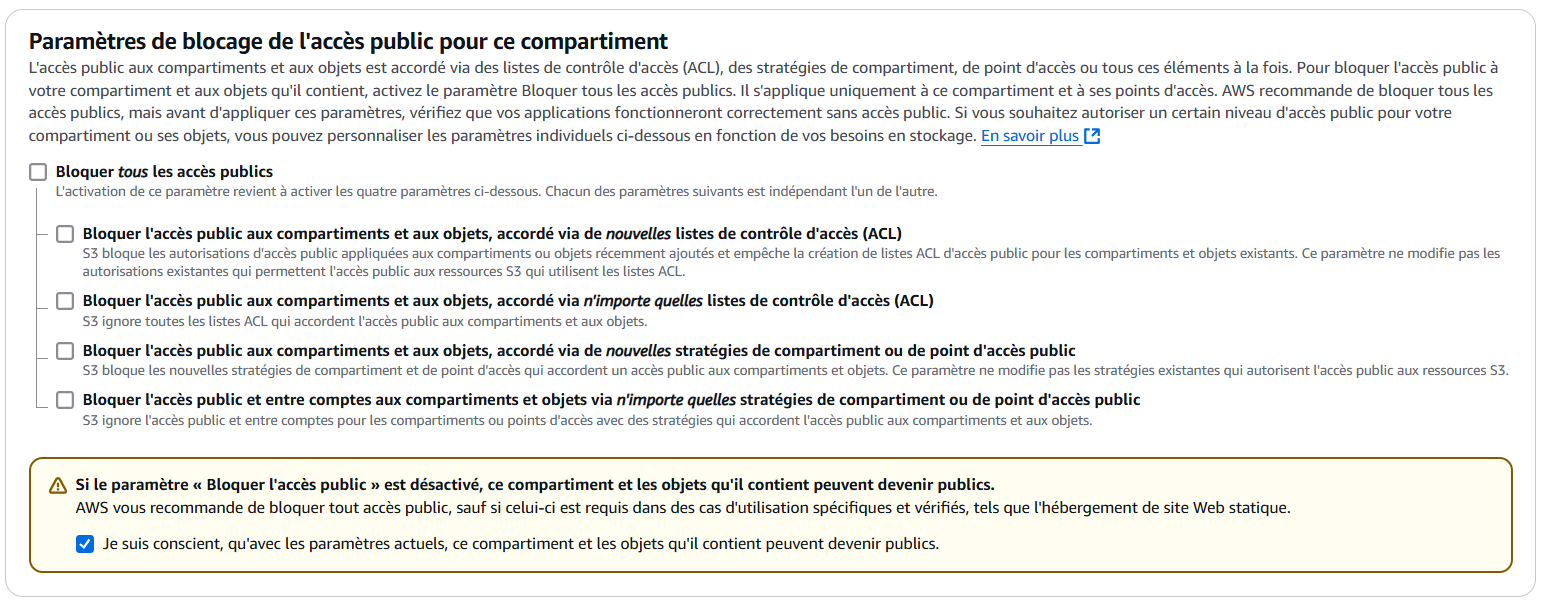 Paramètres de blocage de l'accès public pour ce compartiment
L'accès public aux compartiments et aux objets est accordé via des listes de contrôle d'accès (ACL), des stratégies de compartiment, de point d'accès ou tous ces éléments à la fois. Pour bloquer l'accès public à
votre compartiment et aux objets qu'il contient, activez le paramètre Bloquer tous les accès publics. Il s'applique uniquement à ce compartiment et à ses points d'accès. AWS recommande de bloquer tous les
accès publics, mais avant d'appliquer ces paramètres, vérifiez que vos applications fonctionneront correctement sans accès public. Si vous souhaitez autoriser un certain niveau d'accès public pour votre
compartiment ou ses objets, vous pouvez personnaliser les paramètres individuels ci-dessous en fonction de vos besoins en stockage. En savoir plus
Bloquer tous les accès publics
L'activation de ce paramètre revient à activer les quatre paramètres ci-dessous. Chacun des paramètres suivants est indépendant l'un de l'autre.
Bloquer l'accès public aux compartiments et aux objets, accordé via de nouvelles listes de contrôle d'accès (ACL)
S3 bloque les autorisations d'accès public appliquées aux compartiments ou objets récemment ajoutés et empêche la création de listes ACL d'accès public pour les compartiments et objets existants. Ce paramètre ne modifie pas les
autorisations existantes qui permettent l'accès public aux ressources S3 qui utilisent les listes ACL.
Bloquer l'accès public aux compartiments et aux objets, accordé via n'importe quelles listes de contrôle d'accès (ACL)
S3 ignore toutes les listes ACL qui accordent l'accès public aux compartiments et aux objets.
Bloquer l'accès public aux compartiments et aux objets, accordé via de nouvelles stratégies de compartiment ou de point d'accès public
S3 bloque les nouvelles stratégies de compartiment et de point d'accès qui accordent un accès public aux compartiments et objets. Ce paramètre ne modifie pas les stratégies existantes qui autorisent l'accès public aux ressources S3.
Bloquer l'accès public et entre comptes aux compartiments et objets via n'importe quelles stratégies de compartiment ou de point d'accès public
S3 ignore l'accès public et entre comptes pour les compartiments ou points d'accès avec des stratégies qui accordent l'accès public aux compartiments et aux objets.
Si le paramètre « Bloquer l'accès public » est désactivé, ce compartiment et les objets qu'il contient peuvent devenir publics.
AWS vous recommande de bloquer tout accès public, sauf si celui-ci est requis dans des cas d'utilisation spécifiques et vérifiés, tels que l'hébergement de site Web statique.
Je suis conscient, qu'avec les paramètres actuels, ce compartiment et les objets qu'il contient peuvent devenir publics.